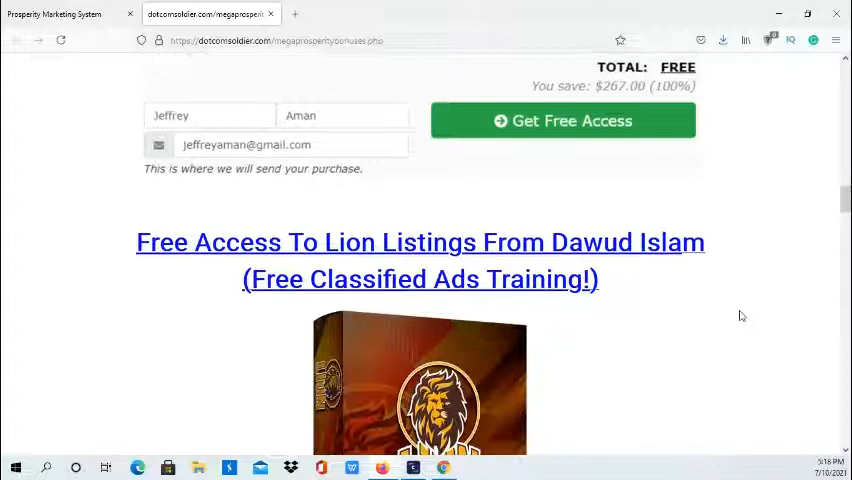 Prosperity Marketing System
dotcomsoldier.com/megaprosperit
https://dotcomsoldier.com/megaprosperitybonuses.php
TOTAL: FREE
You save: $267.00 (100%)
Jeffrey
Aman
Get Free Access
jeffreyaman@gmail.com
This is where we will send your purchase.
Free Access To Lion Listings From Dawud Islam
(Free Classified Ads Training!)
5:18 PM
7/10/2021